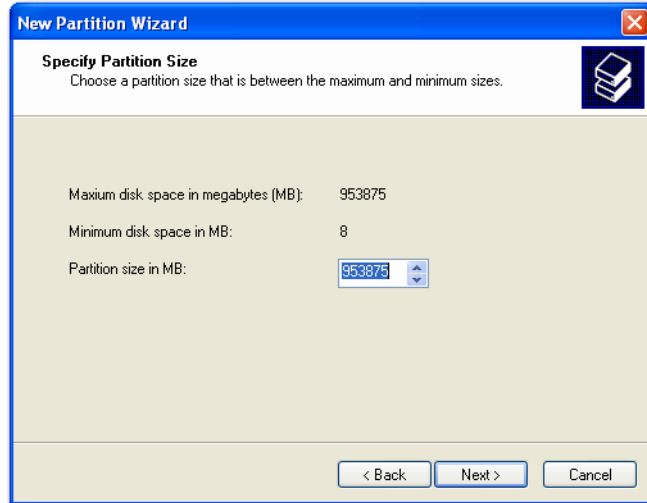 New Partition Wizard
Specify Partition Size
Choose a partition size that is between the maximum and minimum sizes.
Maxium disk space in megabytes (MB): 953875
Minimum disk space in MB: 8
Partition size in MB: 953875
< Back Next > Cancel